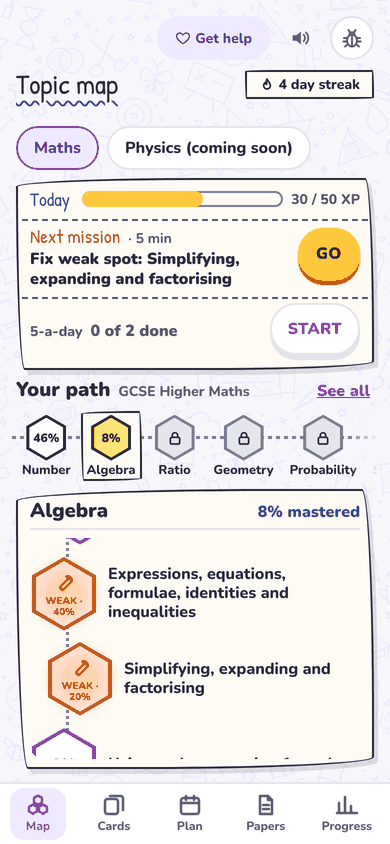 Get help
Topic map
4 day streak
Maths
Physics (coming soon)
Today
30 / 50 XP
Next mission · 5 min
Fix weak spot: Simplifying,
expanding and factorising
GO
5-a-day 0 of 2 done
START
Your path GCSE Higher Maths
See all
46%
8%
Number
Algebra
Ratio
Geometry
Probability
Algebra
8% mastered
Expressions, equations,
formulae, identities and
inequalities
WEAK ·
40%
Simplifying, expanding and
factorising
WEAK ·
20%
Map
Cards
Plan
Papers
Progress